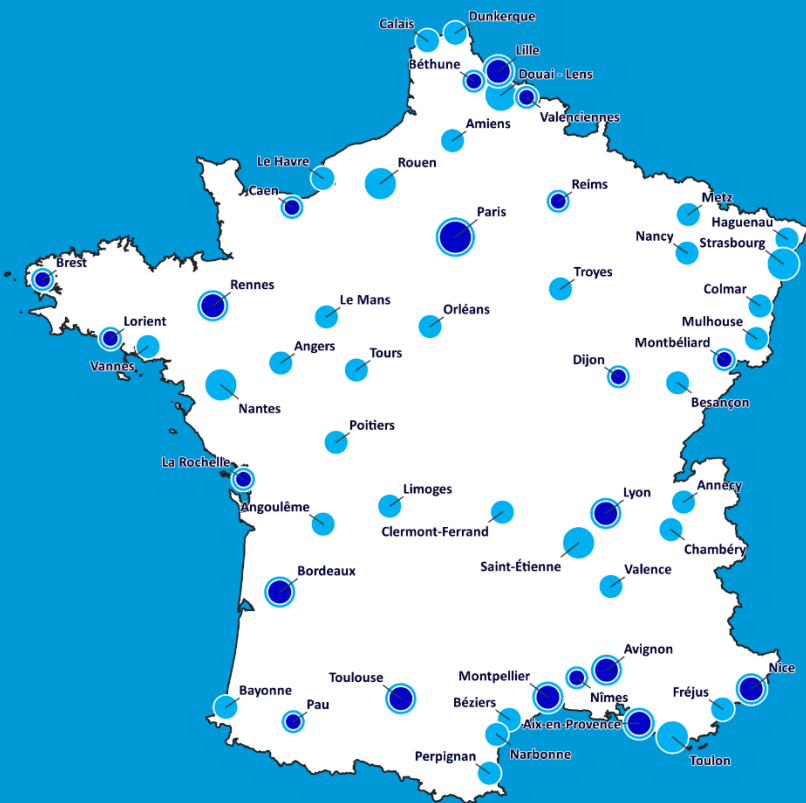 Dunkerque
Calais
Lille
Béthune
Douai - Lens
Valenciennes
Amiens
Le Havre
Rouen
Caen
Reims
Metz
Paris
Haguenau
Nancy
Strasbourg
Brest
Troyes
Rennes
Colmar
Le Mans
Orléans
Lorient
Mulhouse
Angers
Montbéliard
Tours
Vannes
Dijon
Besançon
Nantes
Poitiers
La Rochelle
Annecy
Limoges
Lyon
Angoulême
Clermont-Ferrand
Chambéry
Saint-Étienne
Bordeaux
Valence
Avignon
Nice
Toulouse
Montpellier
Bayonne
Fréjus
Nîmes
Béziers
Pau
Aix-en-Provence
Narbonne
Perpignan
Toulon